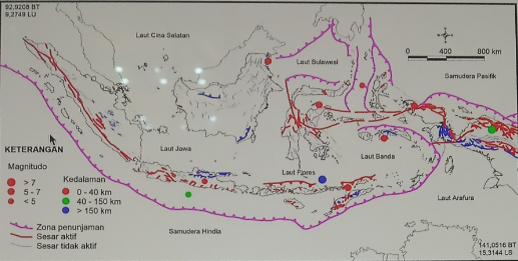 92,9208 BT
9,2749 LU
Laut Cina Selatan
Laut Sulawesi
0 400 800 km
Samudera Pasifik
KETERANGAN
Magnitudo
> 7
5 - 7
< 5
Kedalaman
0 - 40 km
40 - 150 km
> 150 km
Zona penunjaman
Sesar aktif
Sesar tidak aktif
Laut Jawa
Laut Flores
Laut Banda
Laut Arafura
Samudera Hindia
141,0516 BT
15,3144 LS